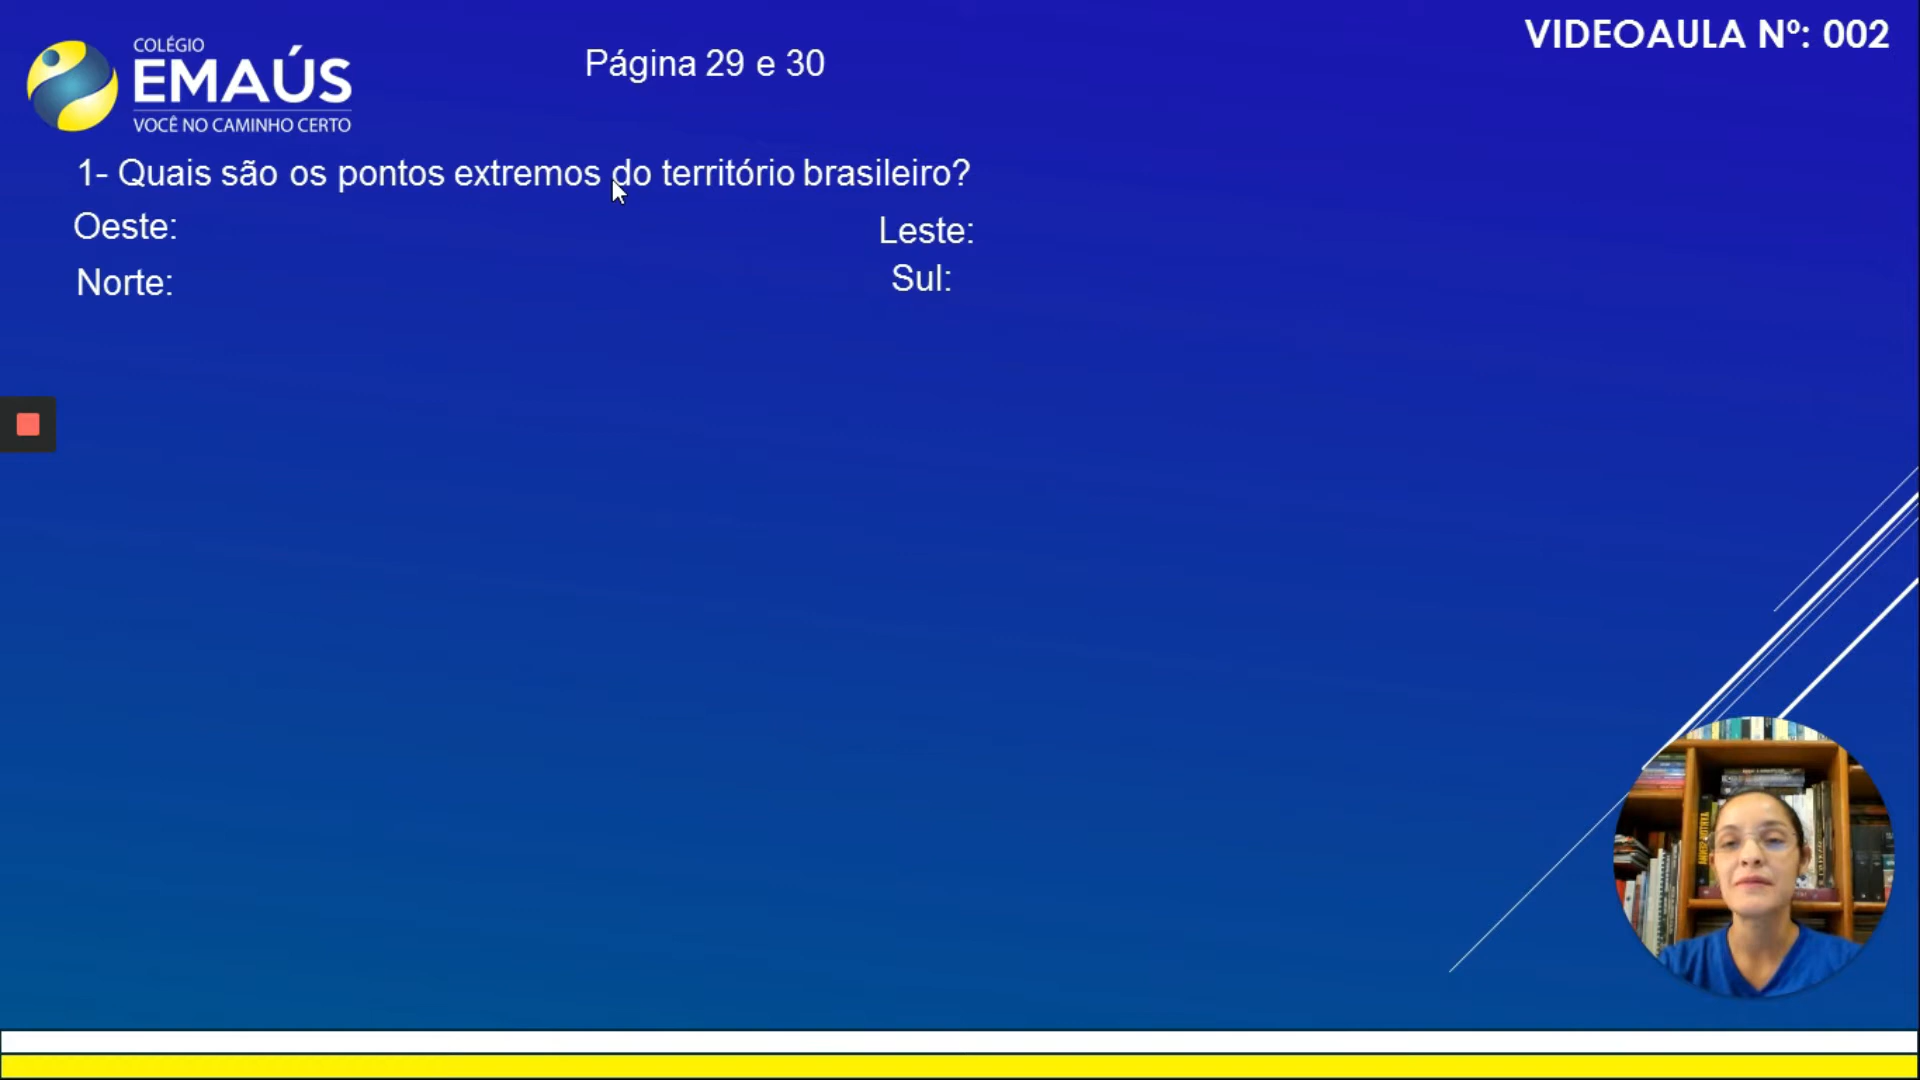 COLÉGIO
EMAÚS
VOCÊ NO CAMINHO CERTO
Página 29 e 30
VIDEOAULA Nº: 002
1- Quais são os pontos extremos do território brasileiro?
Oeste:
Leste:
Norte:
Sul: